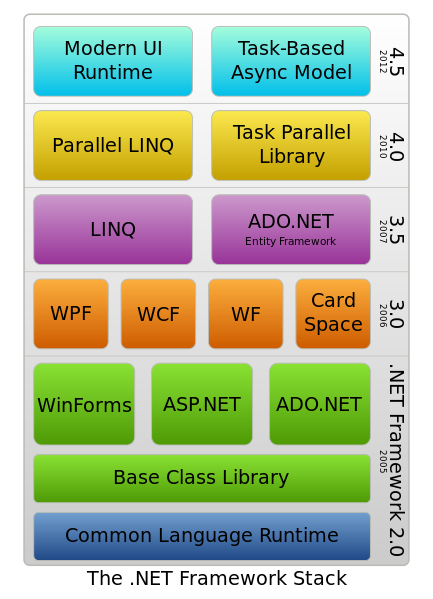 Modern UI
Runtime
Task-Based
Async Model
4.5
2012
Parallel LINQ
Task Parallel
Library
4.0
2010
LINQ
ADO.NET
Entity Framework
3.5
2007
WPF
WCF
WF
Card
Space
3.0
2006
WinForms
ASP.NET
ADO.NET
Base Class Library
Common Language Runtime
.NET Framework 2.0
2005
The .NET Framework Stack